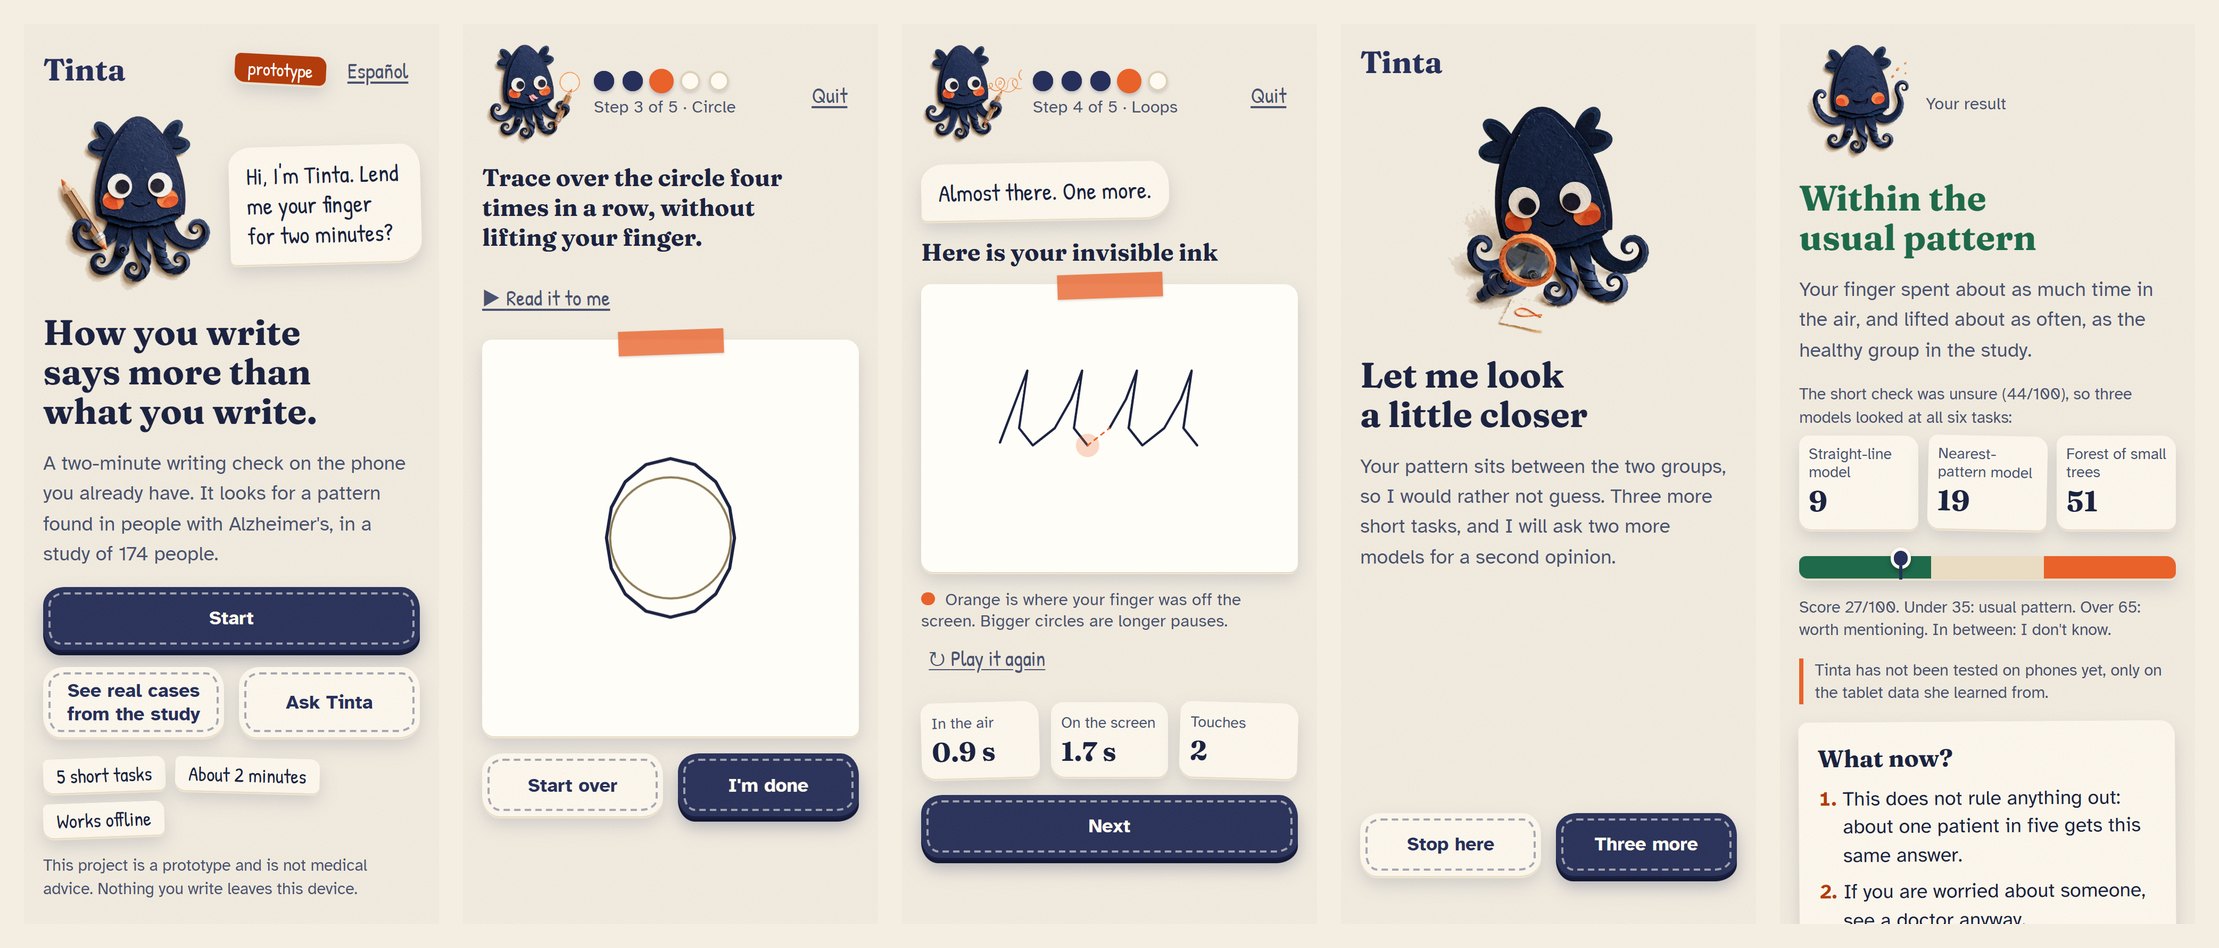 Tinta
prototype
Español
Hi, I'm Tinta. Lend
me your finger
for two minutes?
How you write
says more than
what you write.
A two-minute writing check on the phone
you already have. It looks for a pattern
found in people with Alzheimer's, in a
study of 174 people.
Start
See real cases
from the study
Ask Tinta
5 short tasks
About 2 minutes
Works offline
This project is a prototype and is not medical
advice. Nothing you write leaves this device.
Step 3 of 5 · Circle
Quit
Trace over the circle four
times in a row, without
lifting your finger.
▶ Read it to me
Start over
I'm done
Step 4 of 5 · Loops
Quit
Almost there. One more.
Here is your invisible ink
Orange is where your finger was off the
screen. Bigger circles are longer pauses.
↻ Play it again
In the air
0.9 s
On the screen
1.7 s
Touches
2
Next
Tinta
Let me look
a little closer
Your pattern sits between the two groups,
so I would rather not guess. Three more
short tasks, and I will ask two more
models for a second opinion.
Stop here
Three more
Your result
Within the
usual pattern
Your finger spent about as much time in
the air, and lifted about as often, as the
healthy group in the study.
The short check was unsure (44/100), so three
models looked at all six tasks:
Straight-line
model
9
Nearest-
pattern model
19
Forest of small
trees
51
Score 27/100. Under 35: usual pattern. Over 65:
worth mentioning. In between: I don't know.
Tinta has not been tested on phones yet, only on
the tablet data she learned from.
What now?
1. This does not rule anything out:
about one patient in five gets this
same answer.
2. If you are worried about someone,
see a doctor anyway.